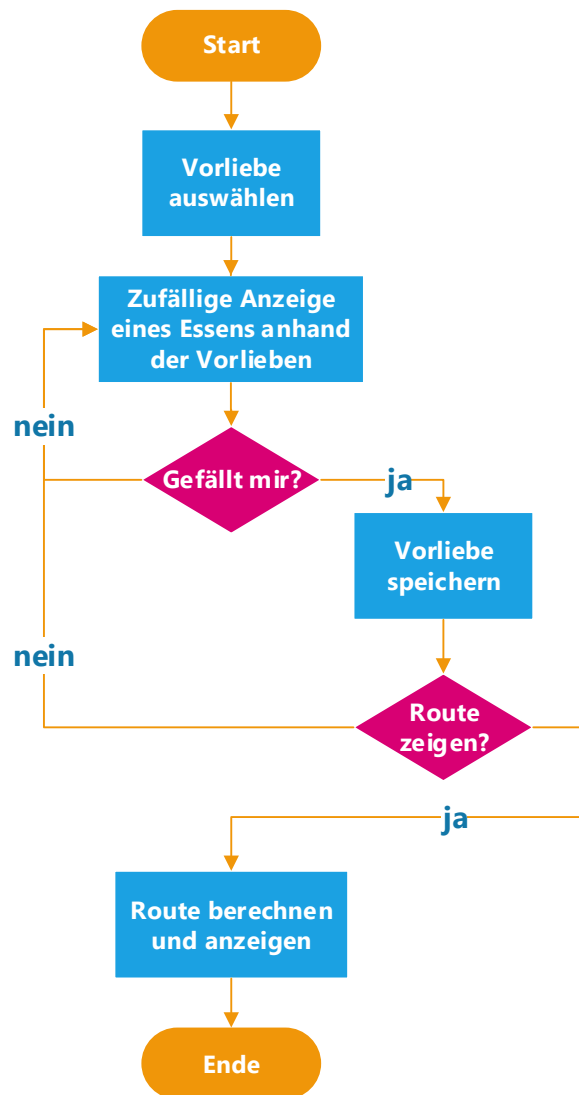 Start
Vorliebe
auswählen
Zufällige Anzeige
eines Essens anhand
der Vorlieben
nein
Gefällt mir?
ja
Vorliebe
speichern
nein
Route
zeigen?
ja
Route berechnen
und anzeigen
Ende